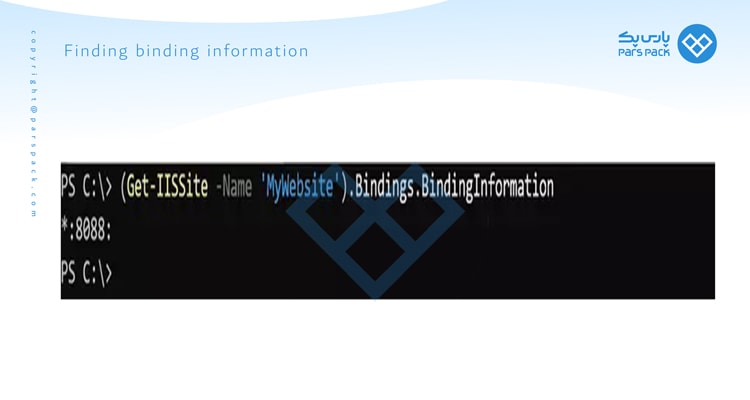 Finding binding information
پارس پک
Pars Pack
copyright@parspack.com
PS C:\> (Get-IISSite -Name 'MyWebsite').Bindings.BindingInformation
*:8088:
PS C:\>